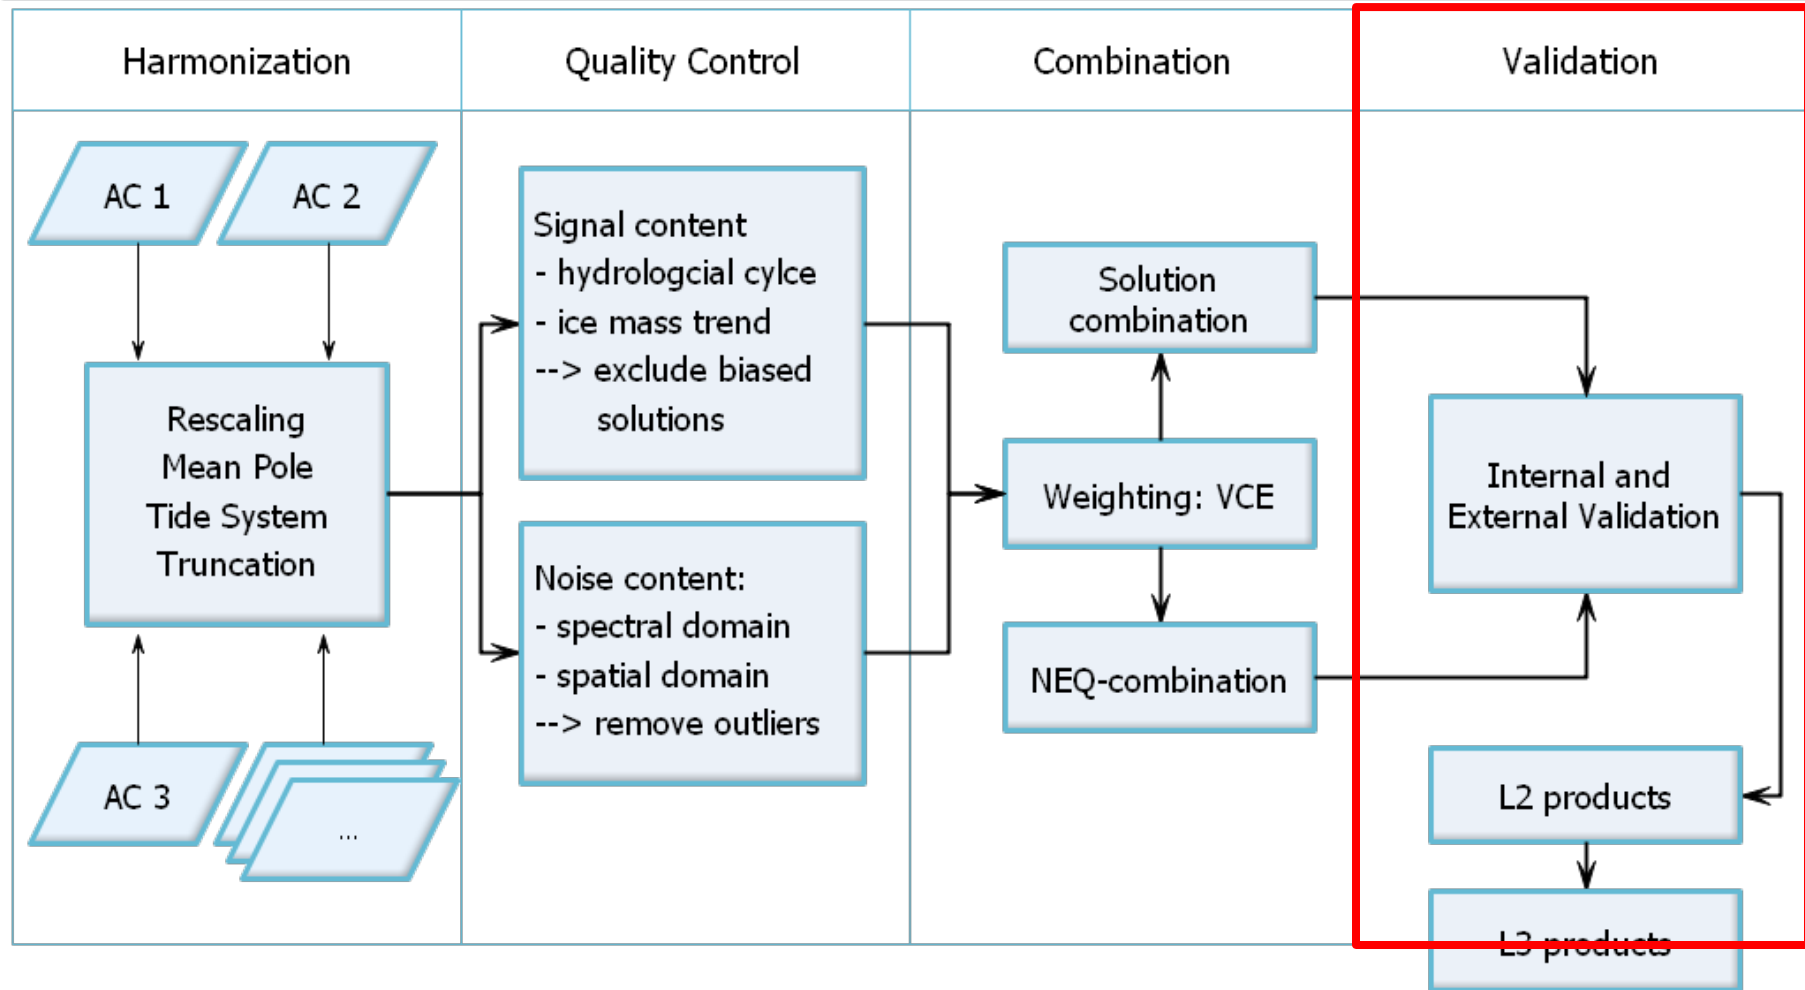 Harmonization
Quality Control
Combination
Validation
AC 1
AC 2
Rescaling
Mean Pole
Tide System
Truncation
AC 3
...
Signal content
- hydrologcial cylce
- ice mass trend
--> exclude biased
solutions
Noise content:
- spectral domain
- spatial domain
--> remove outliers
Solution
combination
Weighting: VCE
NEQ-combination
Internal and
External Validation
L2 products
L3 products